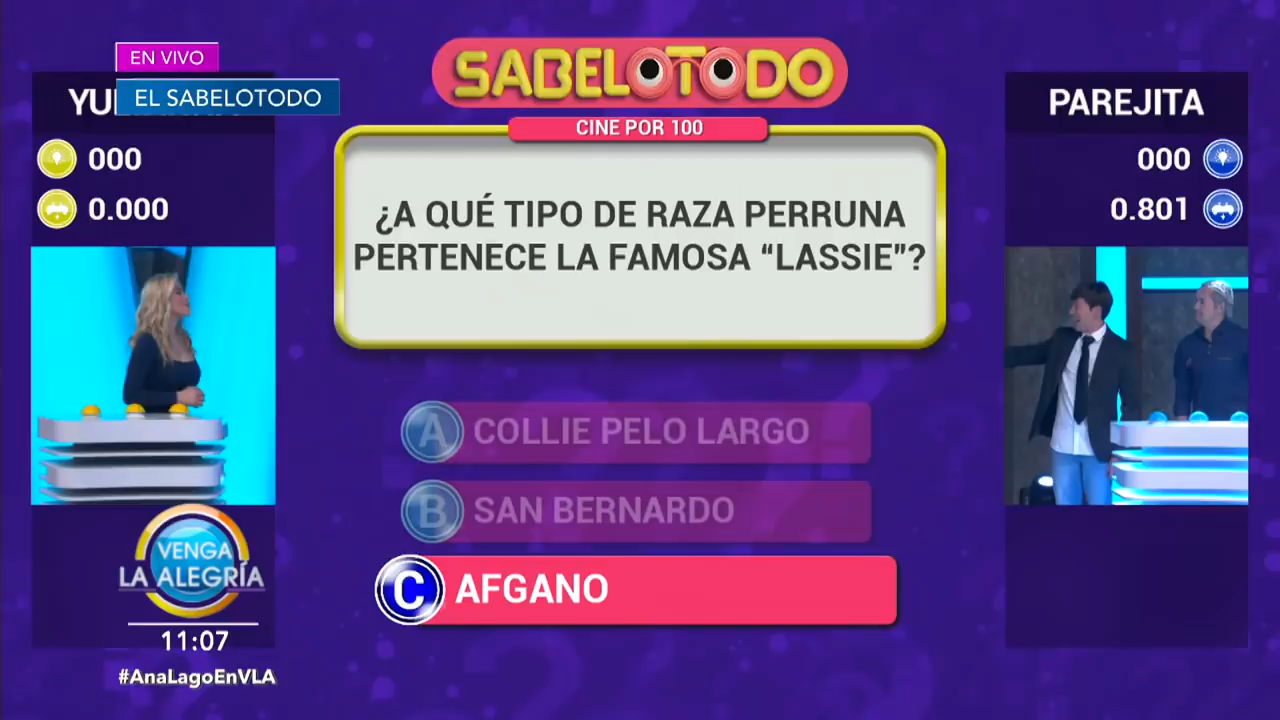 EN VIVO
EL SABELOTODO
SABELOTODO
CINE POR 100
¿A QUÉ TIPO DE RAZA PERRUNA
PERTENECE LA FAMOSA “LASSIE”?
000
0.000
PAREJITA
000
0.801
A COLLIE PELO LARGO
B SAN BERNARDO
C AFGANO
VENGA
LA ALEGRÍA
11:07
#AnaLagoEnVLA